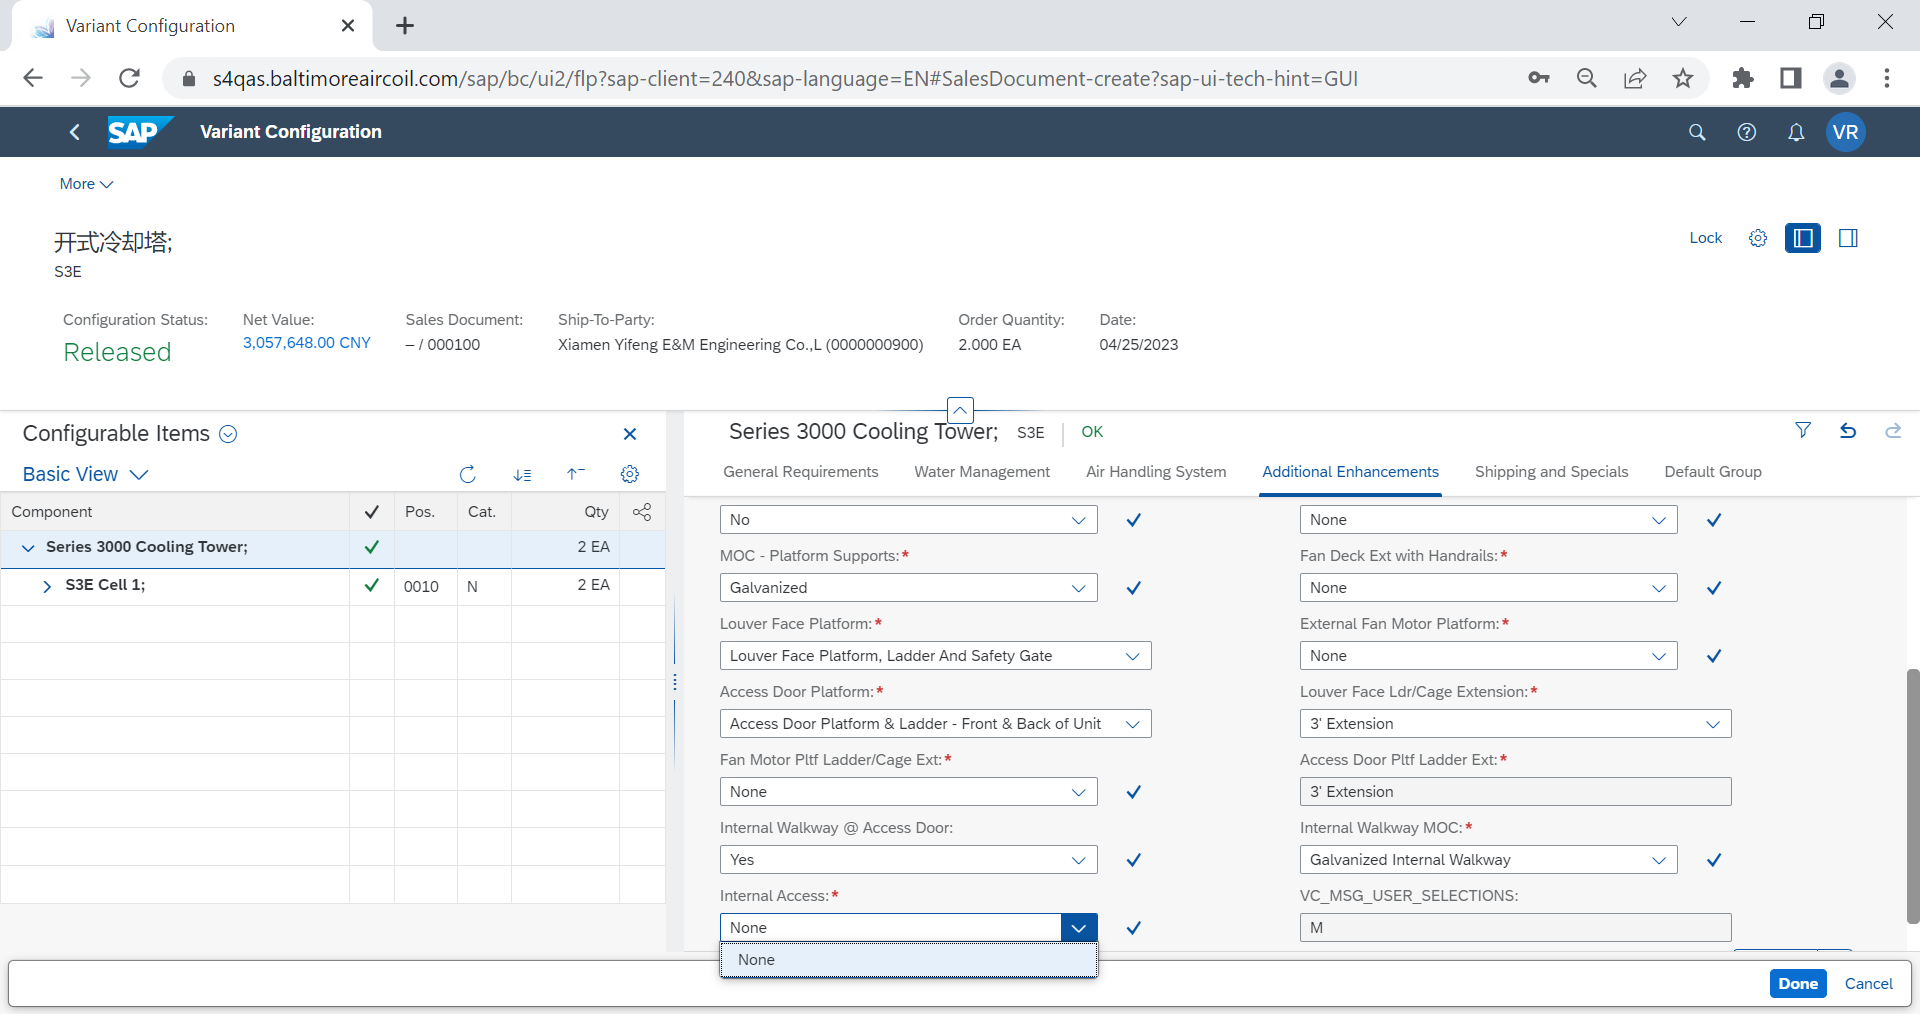 Variant Configuration
s4qas.baltimoreaircoil.com/sap/bc/ui2/flp?sap-client=240&sap-language=EN#SalesDocument-create?sap-ui-tech-hint=GUI
SAP Variant Configuration VR
More
开式冷却塔;
S3E
Lock
Configuration Status: Net Value: Sales Document: Ship-To-Party: Order Quantity: Date:
Released 3,057,648.00 CNY – / 000100 Xiamen Yifeng E&M Engineering Co.,L (0000000900) 2.000 EA 04/25/2023
Configurable Items
Basic View
Component Pos. Cat. Qty
Series 3000 Cooling Tower; 2 EA
S3E Cell 1; 0010 N 2 EA
Series 3000 Cooling Tower; S3E OK
General Requirements Water Management Air Handling System Additional Enhancements Shipping and Specials Default Group
No None
MOC - Platform Supports:* Fan Deck Ext with Handrails:*
Galvanized None
Louver Face Platform:* External Fan Motor Platform:*
Louver Face Platform, Ladder And Safety Gate None
Access Door Platform:* Louver Face Ldr/Cage Extension:*
Access Door Platform & Ladder - Front & Back of Unit 3' Extension
Fan Motor Pltf Ladder/Cage Ext:* Access Door Pltf Ladder Ext:*
None 3' Extension
Internal Walkway @ Access Door: Internal Walkway MOC:*
Yes Galvanized Internal Walkway
Internal Access:* VC_MSG_USER_SELECTIONS:
None M
None
Done Cancel